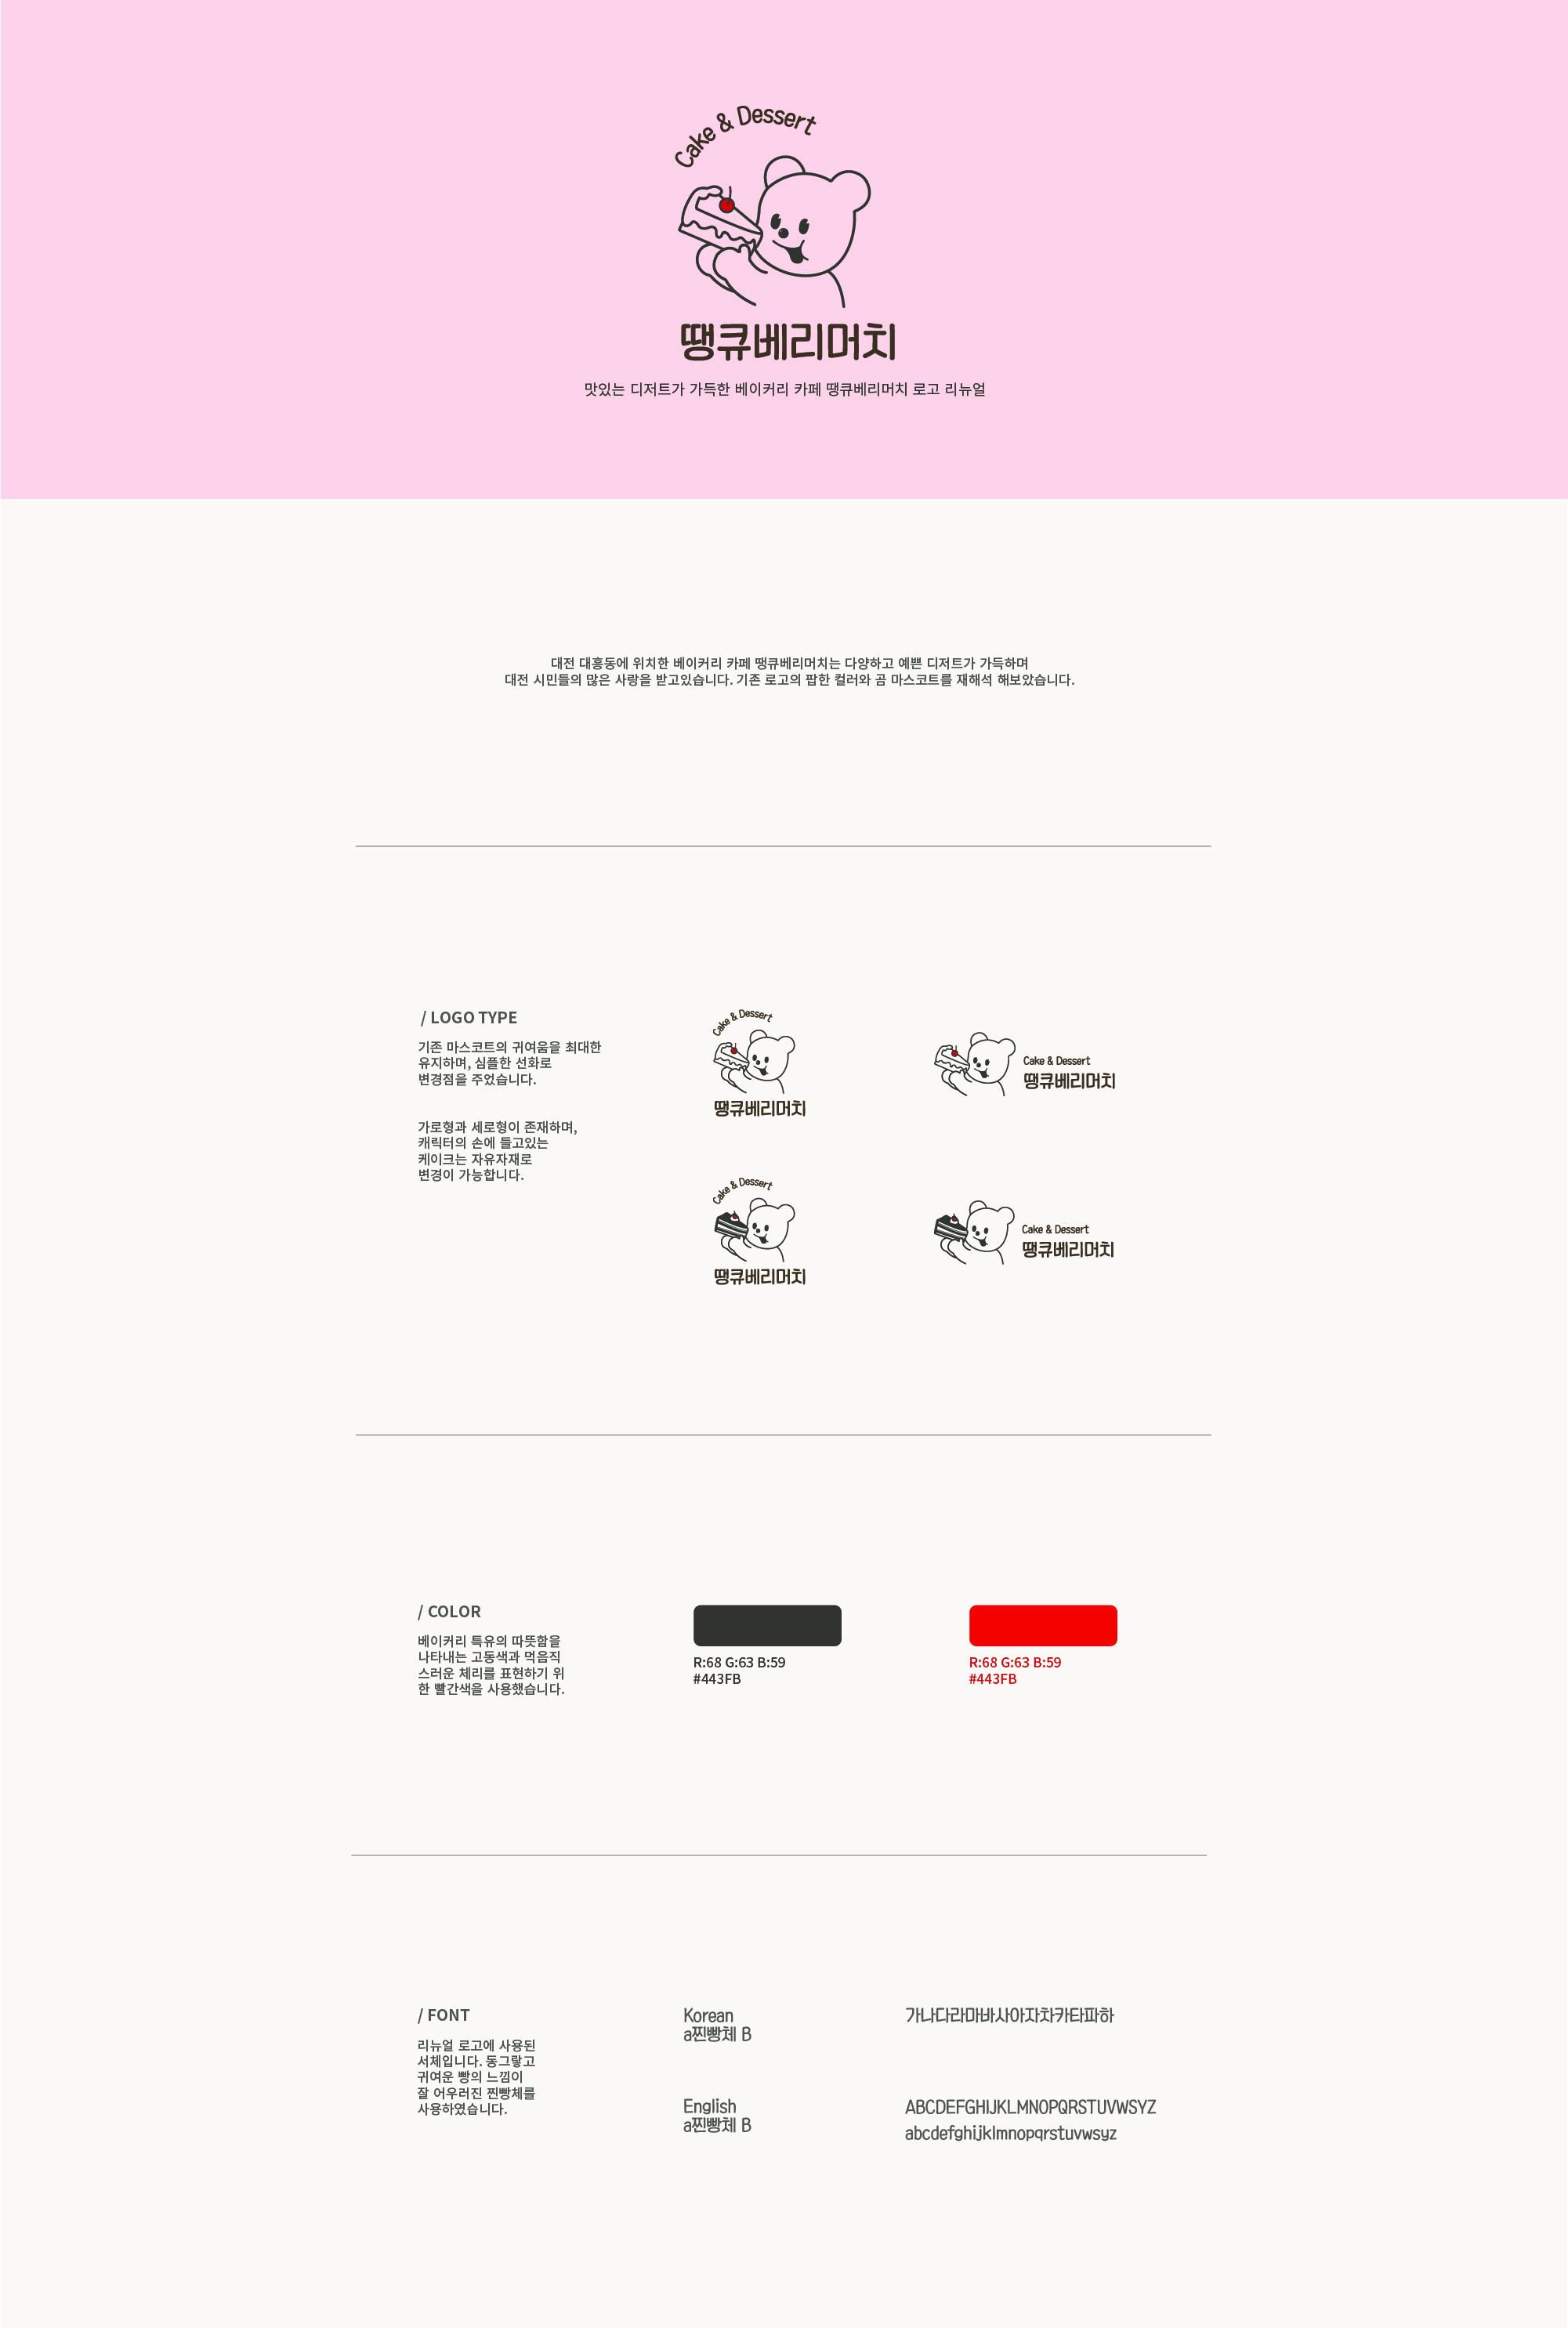 Cake & Dessert
땡큐베리머치
맛있는 디저트가 가득한 베이커리 카페 땡큐베리머치 로고 리뉴얼
대전 대흥동에 위치한 베이커리 카페 땡큐베리머치는 다양하고 예쁜 디저트가 가득하며
대전 시민들의 많은 사랑을 받고있습니다. 기존 로고의 팝한 컬러와 곰 마스코트를 재해석 해보았습니다.
/ LOGO TYPE
기존 마스코트의 귀여움을 최대한
유지하며, 심플한 선화로
변경점을 주었습니다.
가로형과 세로형이 존재하며,
캐릭터의 손에 들고있는
케이크는 자유자재로
변경이 가능합니다.
Cake & Dessert
땡큐베리머치
Cake & Dessert
땡큐베리머치
Cake & Dessert
땡큐베리머치
Cake & Dessert
땡큐베리머치
/ COLOR
베이커리 특유의 따뜻함을
나타내는 고동색과 먹음직
스러운 체리를 표현하기 위
한 빨간색을 사용했습니다.
R:68 G:63 B:59
#443FB
R:68 G:63 B:59
#443FB
/ FONT
리뉴얼 로고에 사용된
서체입니다. 동그랗고
귀여운 빵의 느낌이
잘 어우러진 찐빵체를
사용하였습니다.
Korean
a찐빵체 B
가나다라마바사아자차카타파하
English
a찐빵체 B
ABCDEFGHIJKLMNOPQRSTUVWSYZ
abcdefghijklmnopqrstuvwsyz